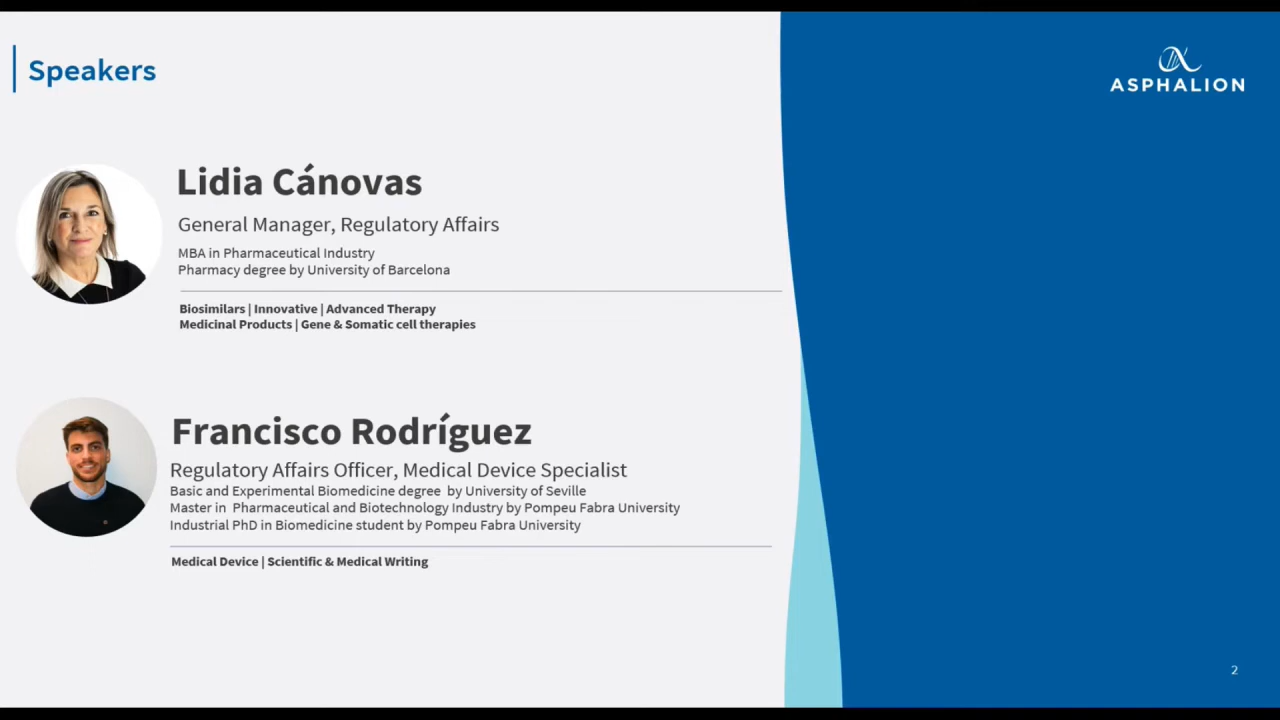 Speakers
ASPHALION
Lidia Cánovas
General Manager, Regulatory Affairs
MBA in Pharmaceutical Industry
Pharmacy degree by University of Barcelona
Biosimilars | Innovative | Advanced Therapy
Medicinal Products | Gene & Somatic cell therapies
Francisco Rodríguez
Regulatory Affairs Officer, Medical Device Specialist
Basic and Experimental Biomedicine degree by University of Seville
Master in Pharmaceutical and Biotechnology Industry by Pompeu Fabra University
Industrial PhD in Biomedicine student by Pompeu Fabra University
Medical Device | Scientific & Medical Writing
2